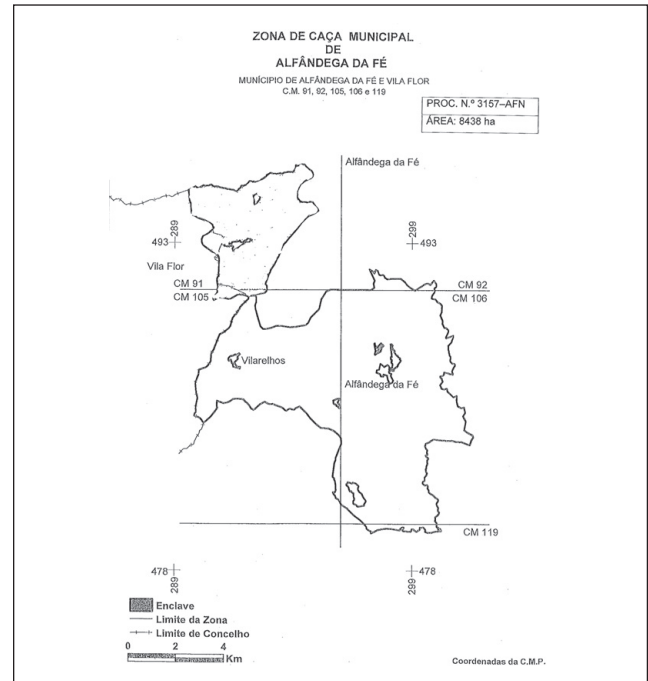 ZONA DE CAÇA MUNICIPAL
DE
ALFÂNDEGA DA FÉ
MUNÍCIPIO DE ALFÂNDEGA DA FÉ E VILA FLOR
C.M. 91, 92, 105, 106 e 119
PROC. N.º 3157–AFN
ÁREA: 8438 ha
Alfândega da Fé
289
493
299
493
Vila Flor
CM 91
CM 92
CM 105
CM 106
Vilarelhos
Alfândega da Fé
CM 119
478
289
478
299
Enclave
Limite da Zona
Limite de Concelho
0 2 4
Km
Coordenadas da C.M.P.